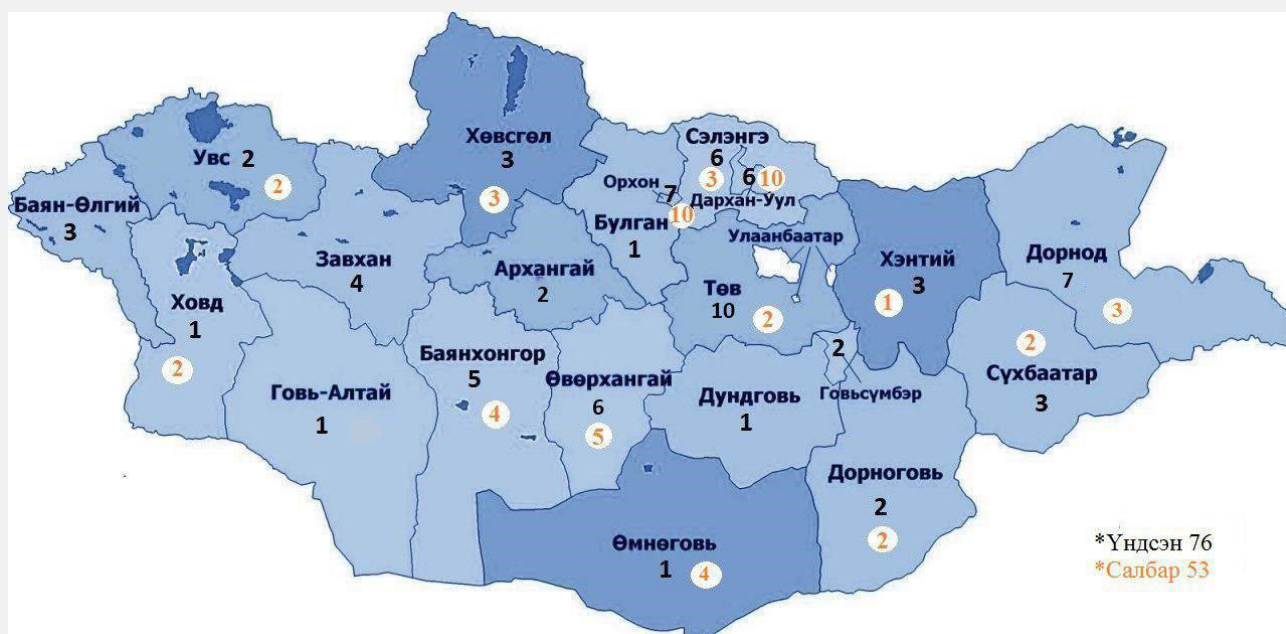 Хөвсгөл
3
3
Сэлэнгэ
6
3
6
10
Дархан-Уул
Увс 2
2
Орхон 7
10
Булган
1
Баян-Өлгий
3
Завхан
4
Архангай
2
Улаанбаатар
Хэнтий
3
1
Дорнод
7
3
Ховд
1
2
Төв
10
2
2
Говьсүмбэр
Баянхонгор
5
4
Өвөрхангай
6
5
Говь-Алтай
1
Дундговь
1
2
Сүхбаатар
3
Дорноговь
2
2
Өмнөговь
1
4
*Үндсэн 76
*Салбар 53